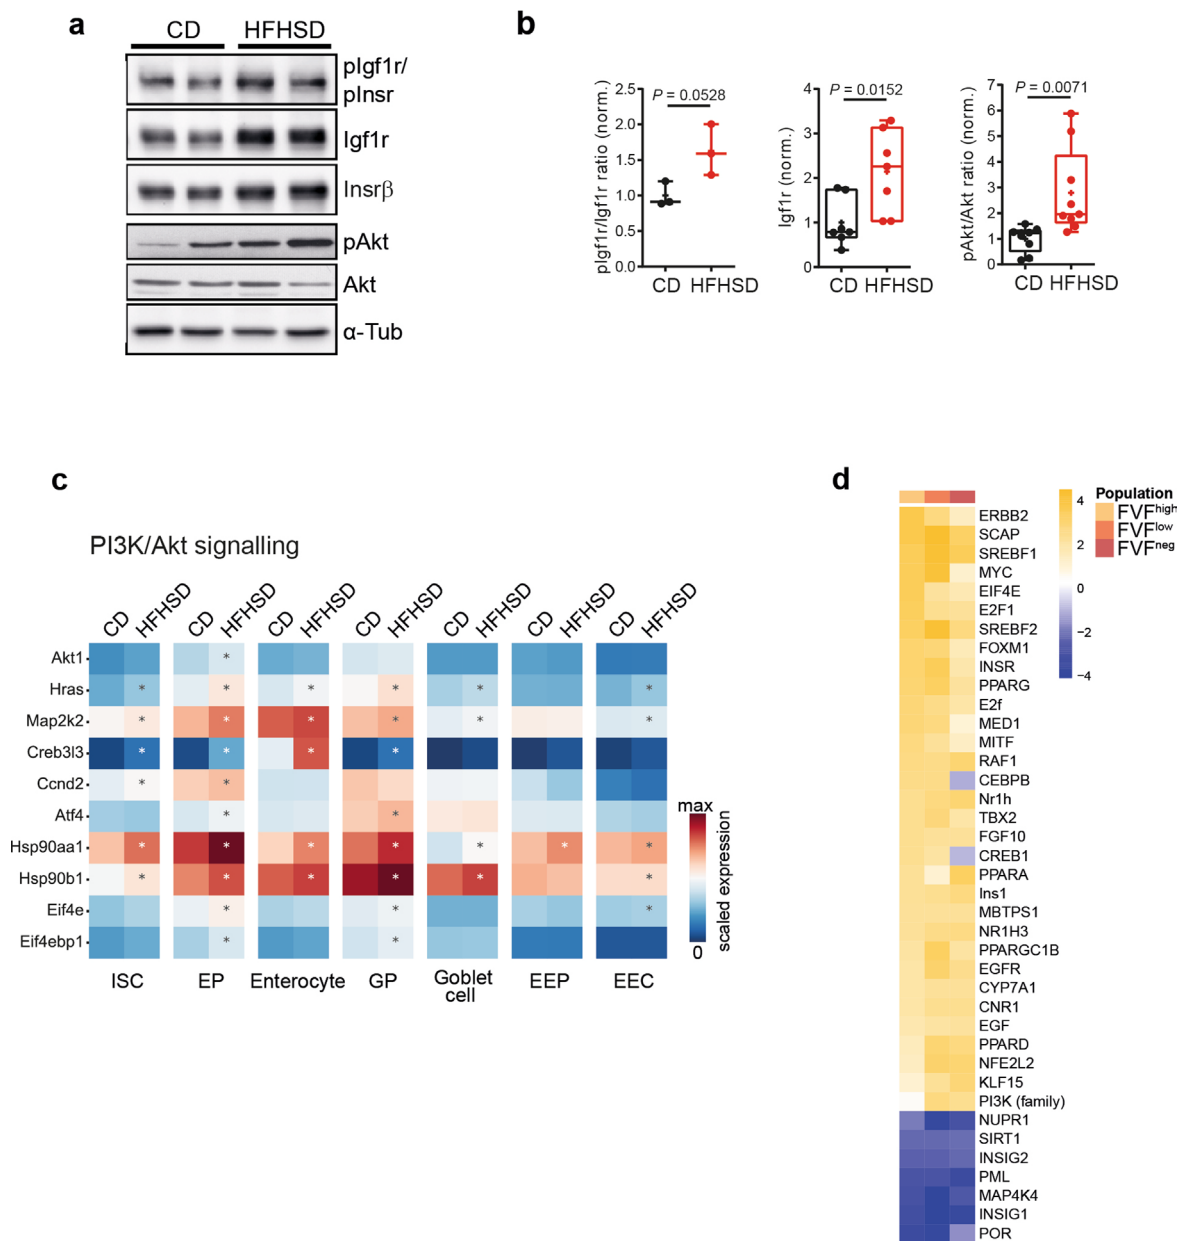 a
CD HFHSD
pIgf1r/
pInsr
Igf1r
Insrβ
pAkt
Akt
α-Tub
b
pIgf1r/Igf1r ratio (norm.)
2.5
2.0
1.5
1.0
0.5
0.0
P = 0.0528
CD HFHSD
Igf1r (norm.)
4
3
2
1
0
P = 0.0152
CD HFHSD
pAkt/Akt ratio (norm.)
7
6
5
4
3
2
1
0
P = 0.0071
CD HFHSD
c
PI3K/Akt signalling
CD HFHSD CD HFHSD CD HFHSD CD HFHSD CD HFHSD CD HFHSD CD HFHSD
Akt1 *
Hras * * * * * *
Map2k2 * * * * * *
Creb3l3 * * * *
Ccnd2 * *
Atf4 * *
Hsp90aa1 * * * * * * *
Hsp90b1 * * * * * *
Eif4e * * *
Eif4ebp1 * *
ISC EP Enterocyte GP Goblet cell EEP EEC
max
scaled expression
0
d
ERBB2
SCAP
SREBF1
MYC
EIF4E
E2F1
SREBF2
FOXM1
INSR
PPARG
E2f
MED1
MITF
RAF1
CEBPB
Nr1h
TBX2
FGF10
CREB1
PPARA
Ins1
MBTPS1
NR1H3
PPARGC1B
EGFR
CYP7A1
CNR1
EGF
PPARD
NFE2L2
KLF15
PI3K (family)
NUPR1
SIRT1
INSIG2
PML
MAP4K4
INSIG1
POR
4
2
0
−2
−4
Population
FVFhigh
FVFlow
FVFneg